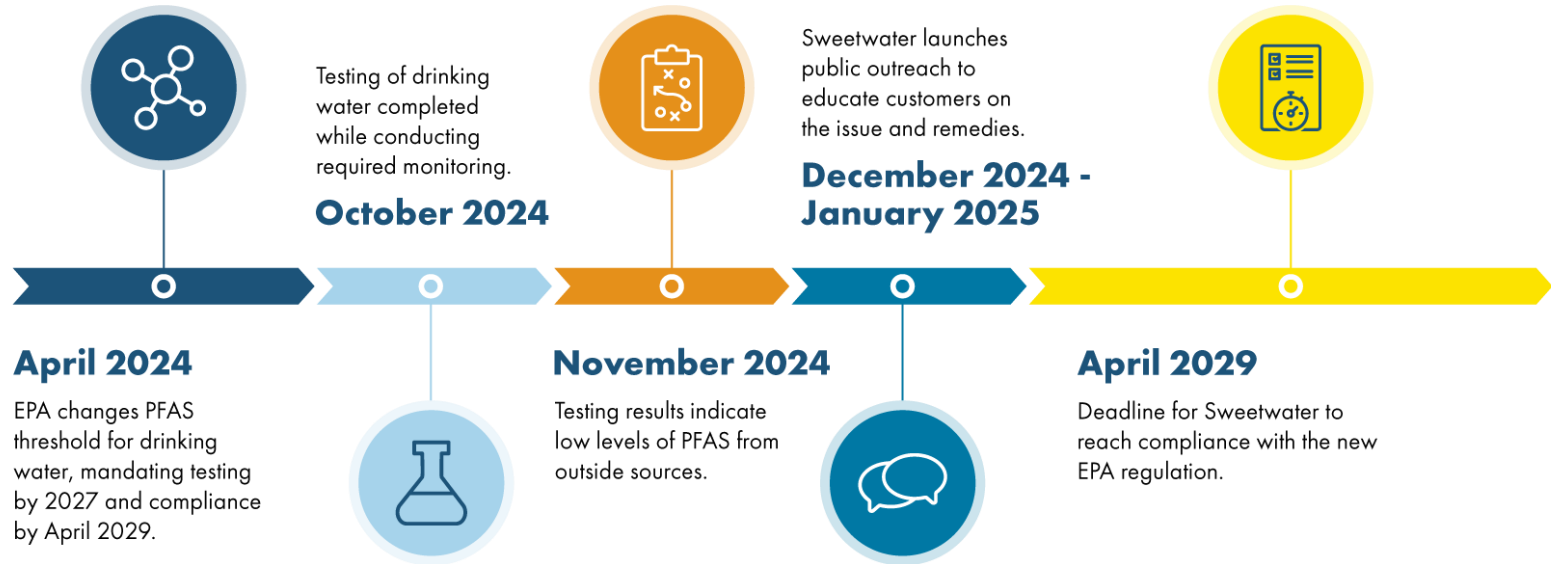 April 2024
EPA changes PFAS
threshold for drinking
water, mandating testing
by 2027 and compliance
by April 2029.
Testing of drinking
water completed
while conducting
required monitoring.
October 2024
November 2024
Testing results indicate
low levels of PFAS from
outside sources.
Sweetwater launches
public outreach to
educate customers on
the issue and remedies.
December 2024 -
January 2025
April 2029
Deadline for Sweetwater to
reach compliance with the new
EPA regulation.